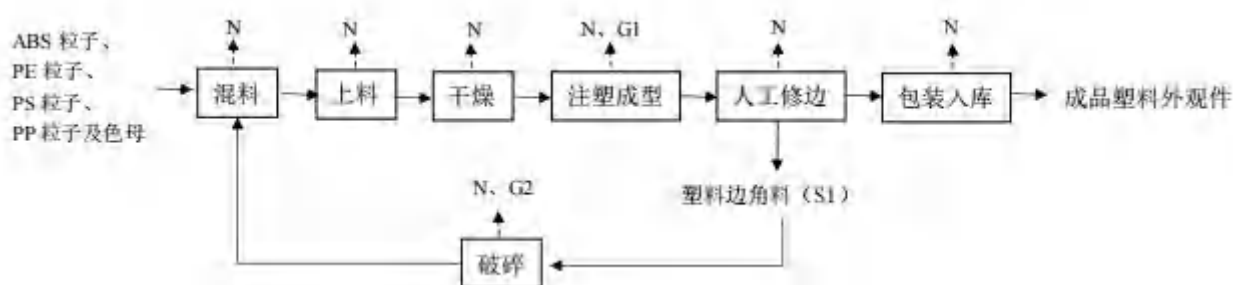 N
N
N
N、G1
N
N
ABS 粒子、
PE 粒子、
PS 粒子、
PP 粒子及色母
混料
上料
干燥
注塑成型
人工修边
包装入库
成品塑料外观件
N、G2
塑料边角料（S1）
破碎